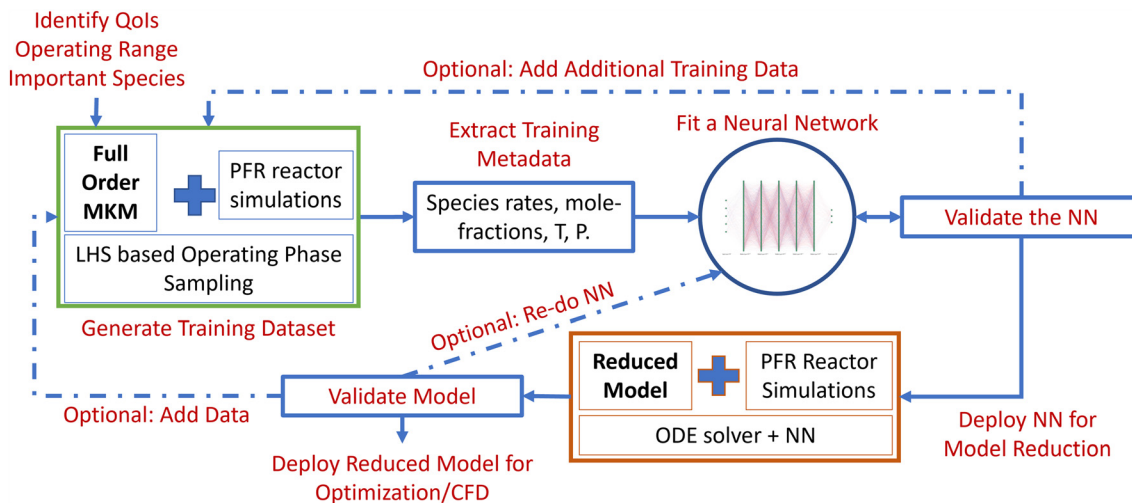 Identify QoIs
Operating Range
Important Species
Optional: Add Additional Training Data
Full
Order
MKM
PFR reactor
simulations
LHS based Operating Phase
Sampling
Generate Training Dataset
Extract Training
Metadata
Species rates, mole-
fractions, T, P.
Fit a Neural Network
Validate the NN
Optional: Re-do NN
Reduced
Model
PFR Reactor
Simulations
ODE solver + NN
Deploy NN for
Model Reduction
Validate Model
Optional: Add Data
Deploy Reduced Model for
Optimization/CFD